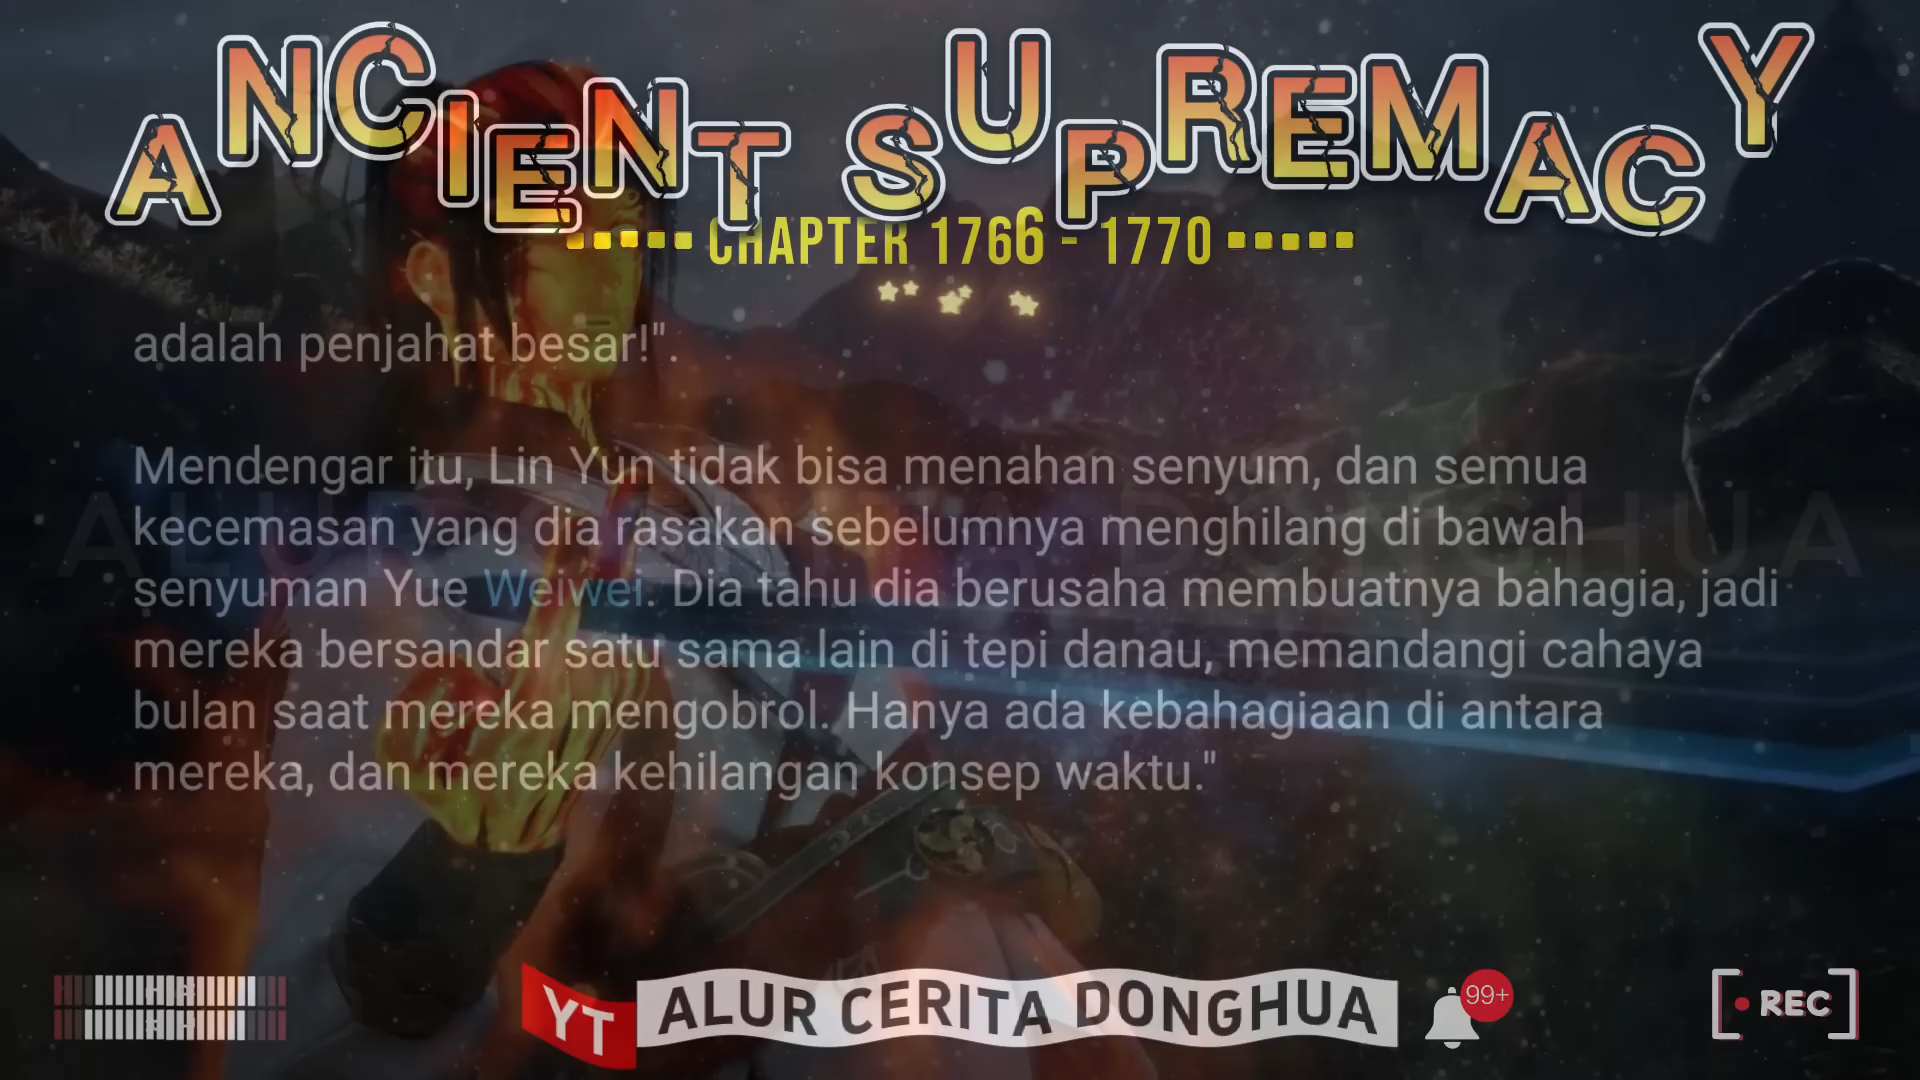 ANCIENT SUPREMACY
CHAPTER 1766 - 1770
adalah penjahat besar!".
Mendengar itu, Lin Yun tidak bisa menahan senyum, dan semua
kecemasan yang dia rasakan sebelumnya menghilang di bawah
senyuman Yue Weiwei. Dia tahu dia berusaha membuatnya bahagia, jadi
mereka bersandar satu sama lain di tepi danau, memandangi cahaya
bulan saat mereka mengobrol. Hanya ada kebahagiaan di antara
mereka, dan mereka kehilangan konsep waktu."
ALUR CERITA DONGHUA
YT ALUR CERITA DONGHUA
99+
REC